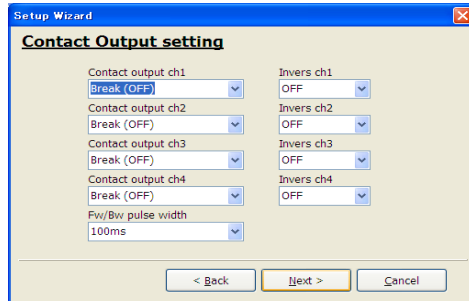 Setup Wizard
Contact Output setting
Contact output ch1 Invers ch1
Break (OFF) OFF
Contact output ch2 Invers ch2
Break (OFF) OFF
Contact output ch3 Invers ch3
Break (OFF) OFF
Contact output ch4 Invers ch4
Break (OFF) OFF
Fw/Bw pulse width
100ms
< Back Next > Cancel